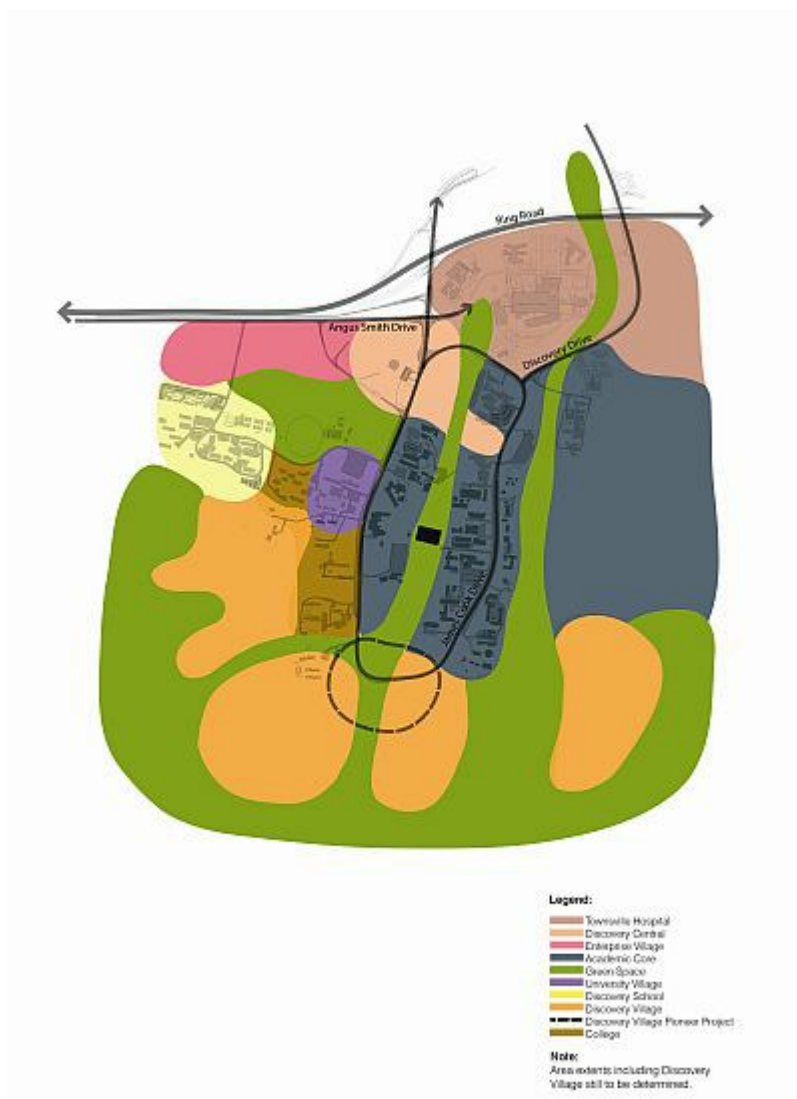 Ring Road
Angus Smith Drive
Discovery Drive
James Cook Drive
Legend:
Townsville Hospital
Discovery Central
Enterprise Village
Academic Core
Green Space
University Village
Discovery School
Discovery Village
Discovery Village Pioneer Project
College
Note:
Area extents including Discovery
Village still to be determined.